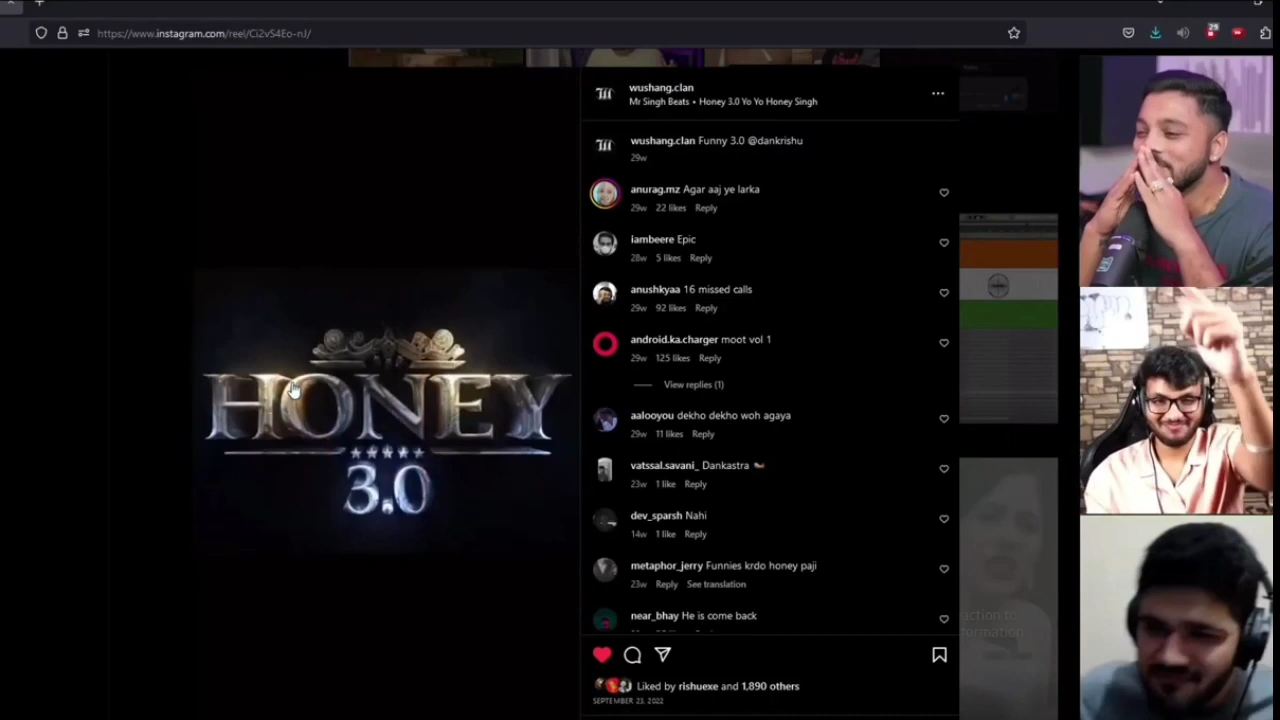 https://www.instagram.com/reel/Ci2vS4Eo-nJ/
29
wushang.clan
Mr Singh Beats • Honey 3.0 Yo Yo Honey Singh
wushang.clan Funny 3.0 @dankrishu
29w
anurag.mz Agar aaj ye larka
29w 22 likes Reply
iambeere Epic
28w 5 likes Reply
anushkyaa 16 missed calls
29w 92 likes Reply
android.ka.charger moot vol 1
29w 125 likes Reply
View replies (1)
aalooyou dekho dekho woh agaya
29w 11 likes Reply
vatssal.savani_ Dankastra
23w 1 like Reply
dev_sparsh Nahi
14w 1 like Reply
metaphor_jerry Funnies krdo honey paji
23w Reply See translation
near_bhay He is come back
Liked by rishuexe and 1,890 others
SEPTEMBER 23, 2022
HONEY
3.0